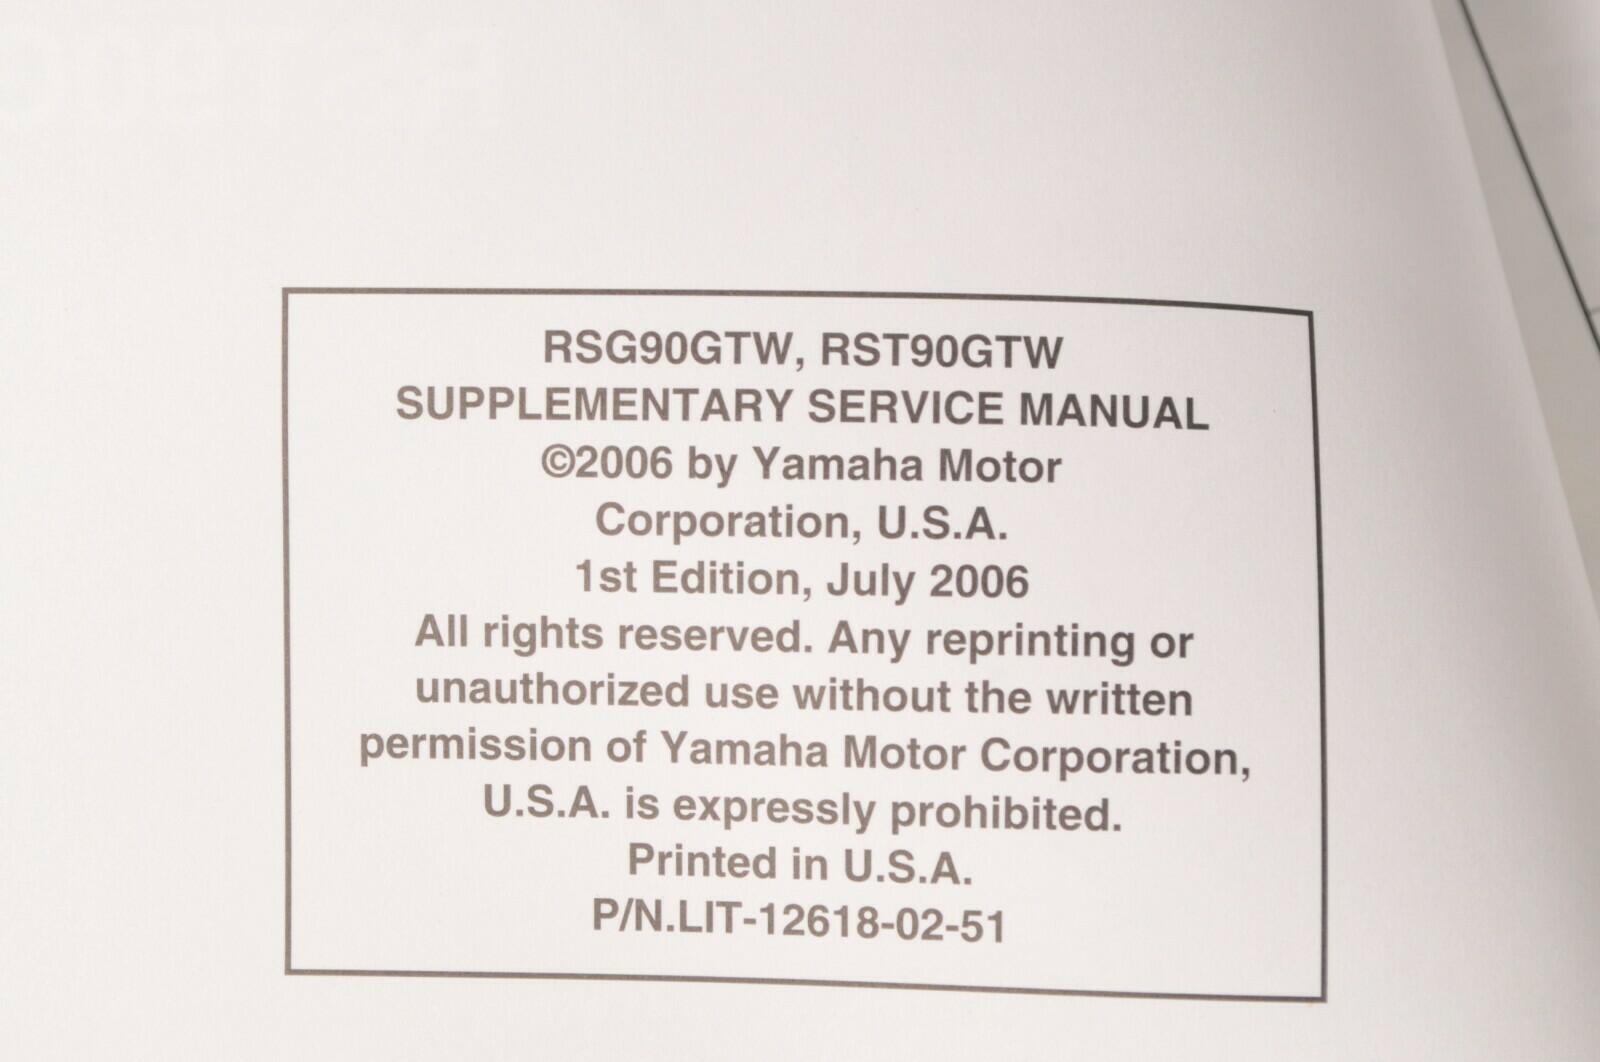 RSG90GTW, RST90GTW
SUPPLEMENTARY SERVICE MANUAL
©2006 by Yamaha Motor
Corporation, U.S.A.
1st Edition, July 2006
All rights reserved. Any reprinting or
unauthorized use without the written
permission of Yamaha Motor Corporation,
U.S.A. is expressly prohibited.
Printed in U.S.A.
P/N.LIT-12618-02-51